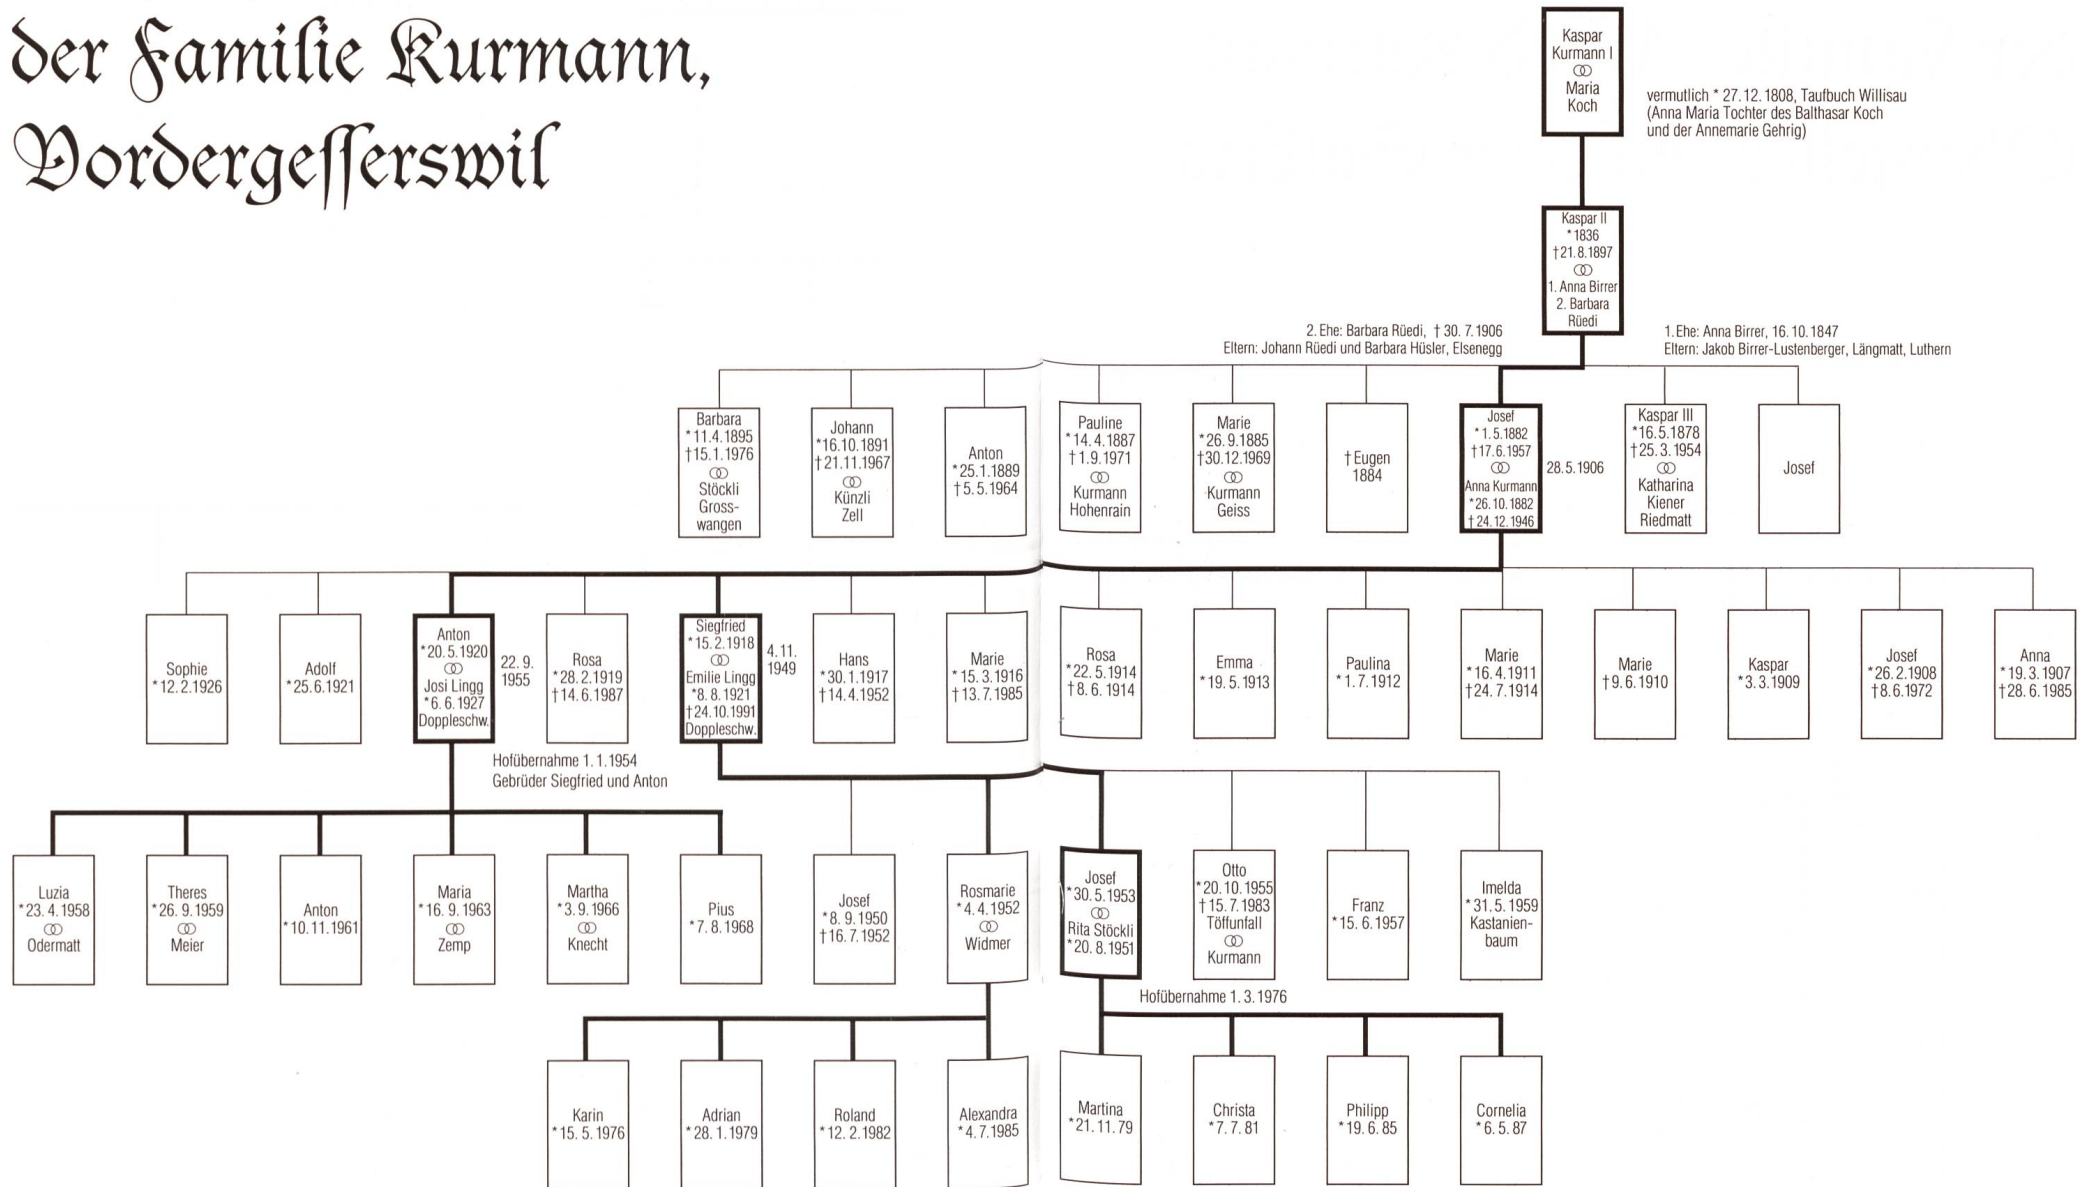 der Familie Kurmann,
Vordergesserswil
Kaspar
Kurmann I
⚭
Maria
Koch
vermutlich * 27.12.1808, Taufbuch Willisau
(Anna Maria Tochter des Balthasar Koch
und der Annemarie Gehrig)
Kaspar II
*1836
†21.8.1897
⚭
1. Anna Birrer
2. Barbara
Rüedi
2. Ehe: Barbara Rüedi, † 30. 7. 1906
Eltern: Johann Rüedi und Barbara Hüsler, Elsenegg
1. Ehe: Anna Birrer, 16. 10. 1847
Eltern: Jakob Birrer-Lustenberger, Längmatt, Luthern
Barbara
*11.4.1895
†15.1.1976
⚭
Stöckli
Gross-
wangen
Johann
*16.10.1891
†21.11.1967
⚭
Künzli
Zell
Anton
*25.1.1889
†5.5.1964
Pauline
*14.4.1887
†1.9.1971
⚭
Kurmann
Hohenrain
Marie
*26.9.1885
†30.12.1969
⚭
Kurmann
Geiss
†Eugen
1884
Josef
*1.5.1882
†17.6.1957
⚭
Anna Kurmann
*26.10.1882
†24.12.1946
28.5.1906
Kaspar III
*16.5.1878
†25.3.1954
⚭
Katharina
Kiener
Riedmatt
Josef
Sophie
*12.2.1926
Adolf
*25.6.1921
Anton
*20.5.1920
⚭
Josi Lingg
*6.6.1927
Doppleschw.
22. 9.
1955
Rosa
*28.2.1919
†14.6.1987
Siegfried
*15.2.1918
⚭
Emilie Lingg
*8.8.1921
†24.10.1991
Doppleschw.
4.11.
1949
Hans
*30.1.1917
†14.4.1952
Marie
*15.3.1916
†13.7.1985
Rosa
*22.5.1914
†8.6.1914
Emma
*19.5.1913
Paulina
*1.7.1912
Marie
*16.4.1911
†24.7.1914
Marie
†9.6.1910
Kaspar
*3.3.1909
Josef
*26.2.1908
†8.6.1972
Anna
*19.3.1907
†28.6.1985
Hofübernahme 1.1.1954
Gebrüder Siegfried und Anton
Luzia
*23.4.1958
⚭
Odermatt
Theres
*26.9.1959
⚭
Meier
Anton
*10.11.1961
Maria
*16.9.1963
⚭
Zemp
Martha
*3.9.1966
⚭
Knecht
Pius
*7.8.1968
Josef
*8.9.1950
†16.7.1952
Rosmarie
*4.4.1952
⚭
Widmer
Josef
*30.5.1953
⚭
Rita Stöckli
*20.8.1951
Otto
*20.10.1955
†15.7.1983
Töffunfall
⚭
Kurmann
Franz
*15.6.1957
Imelda
*31.5.1959
Kastanien-
baum
Hofübernahme 1.3.1976
Karin
*15.5.1976
Adrian
*28.1.1979
Roland
*12.2.1982
Alexandra
*4.7.1985
Martina
*21.11.79
Christa
*7.7.81
Philipp
*19.6.85
Cornelia
*6.5.87